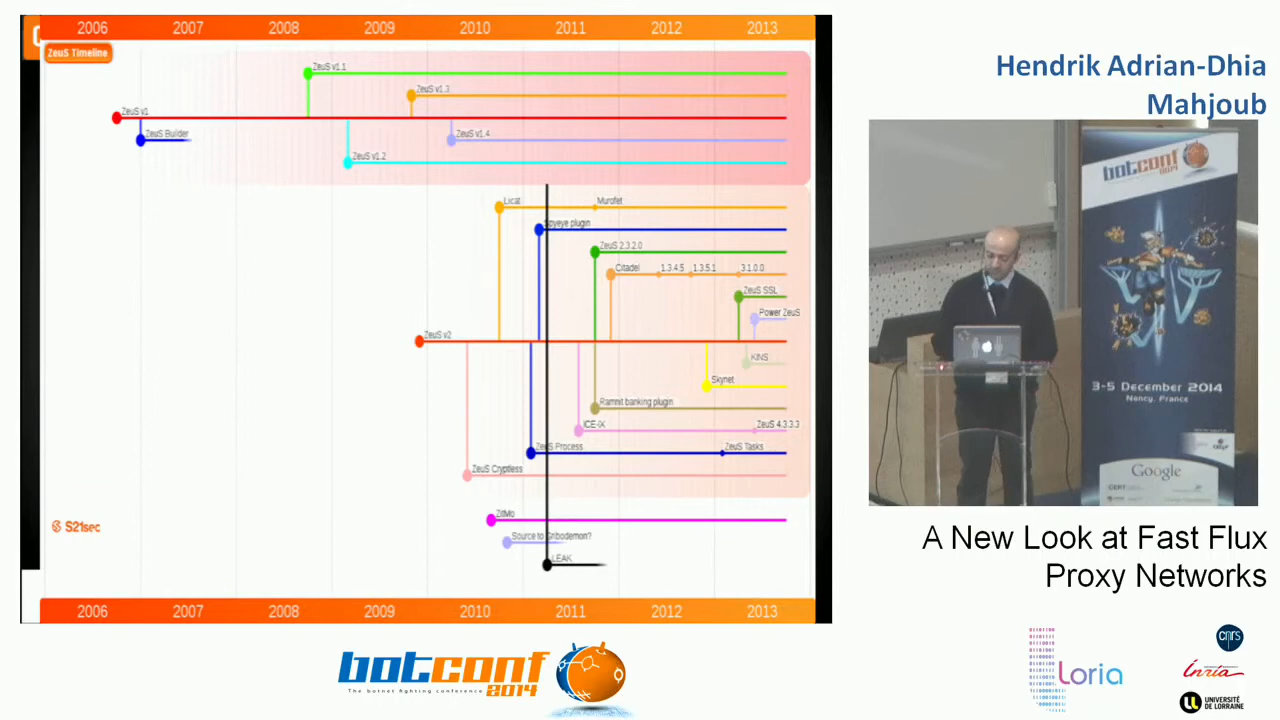 2006 2007 2008 2009 2010 2011 2012 2013
ZeuS Timeline
ZeuS v1.1
ZeuS v1.3
ZeuS v1
ZeuS Builder
ZeuS v1.4
ZeuS v1.2
Licat
Murofet
Spyeye plugin
ZeuS 2.3.2.0
Citadel 1.3.4.5 1.3.5.1 3.1.0.0
ZeuS SSL
Power ZeuS
ZeuS v2
KINS
Skynet
Ramnit banking plugin
ICE-IX
ZeuS 4.3.3.3
ZeuS Process
ZeuS Tasks
ZeuS Cryptless
ZitMo
Source to Gribodemon?
LEAK
S21sec
2006 2007 2008 2009 2010 2011 2012 2013
Hendrik Adrian-Dhia
Mahjoub
botconf
2014
3-5 December 2014
Nancy, France
Google
CERT
A New Look at Fast Flux
Proxy Networks
botconf
The botnet fighting conference 2014
Loria
cnrs
Inria
UNIVERSITÉ
DE LORRAINE